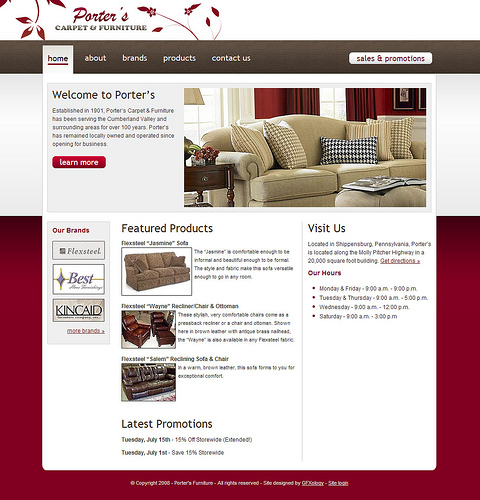 Porter's
CARPET & FURNITURE
home about brands products contact us
sales & promotions
Welcome to Porter's
Established in 1901, Porter's Carpet & Furniture
has been serving the Cumberland Valley and
surrounding areas for over 100 years. Porter's
has remained locally owned and operated since
opening for business.
learn more
Our Brands
Flexsteel
Best
Home Furnishings
KINCAID
more brands »
Featured Products
Flexsteel "Jasmine" Sofa
The "Jasmine" is comfortable enough to be
informal and beautiful enough to be formal.
The style and fabric make this sofa versatile
enough to go in any room.
Flexsteel "Wayne" Recliner/Chair & Ottoman
These stylish, very comfortable chairs come as a
pressback recliner or a chair and ottoman. Shown
here in brown leather with antique brass nailhead,
the "Wayne" is also available in any Flexsteel fabric.
Flexsteel "Salem" Reclining Sofa & Chair
In a warm, brown leather, this sofa forms to you for
exceptional comfort.
Latest Promotions
Tuesday, July 15th - 15% Off Storewide (Extended!)
Tuesday, July 1st - Save 15% Storewide
Visit Us
Located in Shippensburg, Pennsylvania, Porter's
is located along the Molly Pitcher Highway in a
20,000 square foot building. Get directions »
Our Hours
Monday & Friday - 9:00 a.m. - 9:00 p.m.
Tuesday & Thursday - 9:00 a.m. - 5:00 p.m.
Wednesday - 9:00 a.m. - 12:00 p.m.
Saturday - 9:00 a.m. - 3:00 p.m.
© Copyright 2008 - Porter's Furniture - All rights reserved - Site designed by GFXology - Site login